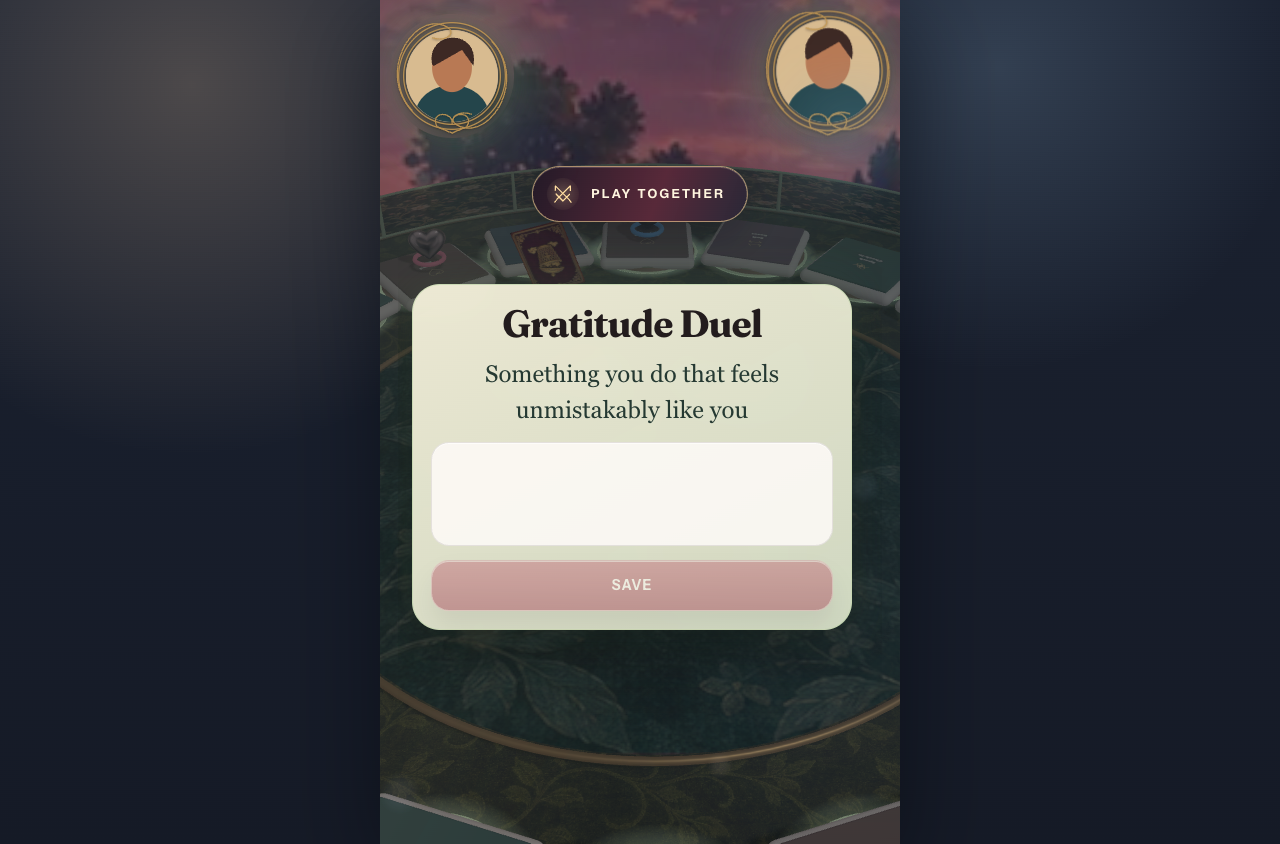 PLAY TOGETHER
Gratitude Duel
Something you do that feels
unmistakably like you
SAVE